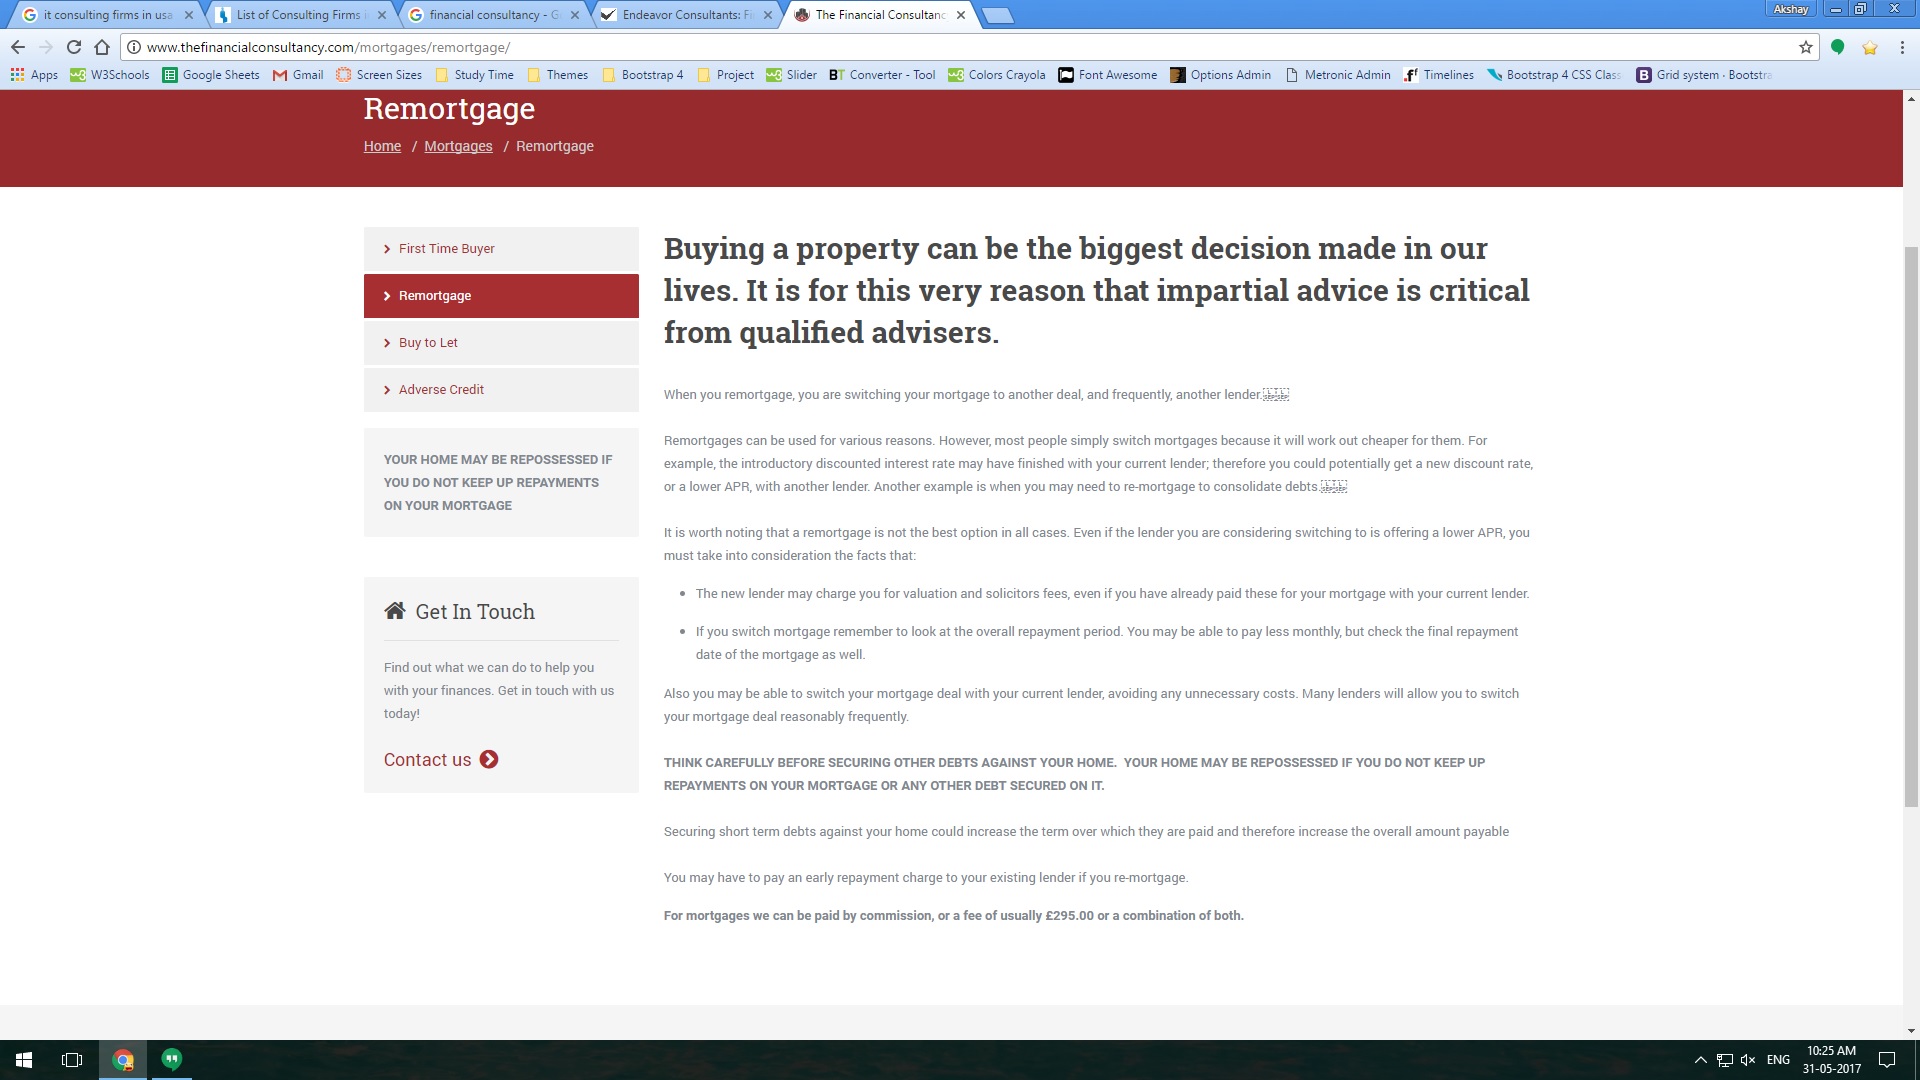 it consulting firms in usa
List of Consulting Firms i
financial consultancy - G
Endeavor Consultants: Fi
The Financial Consultanc
Akshay
www.thefinancialconsultancy.com/mortgages/remortgage/
Apps
W3Schools
Google Sheets
Gmail
Screen Sizes
Study Time
Themes
Bootstrap 4
Project
Slider
BT Converter - Tool
Colors Crayola
Font Awesome
Options Admin
Metronic Admin
Timelines
Bootstrap 4 CSS Class
Grid system · Bootstra
Remortgage
Home / Mortgages / Remortgage
First Time Buyer
Remortgage
Buy to Let
Adverse Credit
YOUR HOME MAY BE REPOSSESSED IF
YOU DO NOT KEEP UP REPAYMENTS
ON YOUR MORTGAGE
Get In Touch
Find out what we can do to help you
with your finances. Get in touch with us
today!
Contact us
Buying a property can be the biggest decision made in our
lives. It is for this very reason that impartial advice is critical
from qualified advisers.
When you remortgage, you are switching your mortgage to another deal, and frequently, another lender.
Remortgages can be used for various reasons. However, most people simply switch mortgages because it will work out cheaper for them. For
example, the introductory discounted interest rate may have finished with your current lender; therefore you could potentially get a new discount rate,
or a lower APR, with another lender. Another example is when you may need to re-mortgage to consolidate debts.
It is worth noting that a remortgage is not the best option in all cases. Even if the lender you are considering switching to is offering a lower APR, you
must take into consideration the facts that:
• The new lender may charge you for valuation and solicitors fees, even if you have already paid these for your mortgage with your current lender.
• If you switch mortgage remember to look at the overall repayment period. You may be able to pay less monthly, but check the final repayment
date of the mortgage as well.
Also you may be able to switch your mortgage deal with your current lender, avoiding any unnecessary costs. Many lenders will allow you to switch
your mortgage deal reasonably frequently.
THINK CAREFULLY BEFORE SECURING OTHER DEBTS AGAINST YOUR HOME. YOUR HOME MAY BE REPOSSESSED IF YOU DO NOT KEEP UP
REPAYMENTS ON YOUR MORTGAGE OR ANY OTHER DEBT SECURED ON IT.
Securing short term debts against your home could increase the term over which they are paid and therefore increase the overall amount payable
You may have to pay an early repayment charge to your existing lender if you re-mortgage.
For mortgages we can be paid by commission, or a fee of usually £295.00 or a combination of both.
ENG
10:25 AM
31-05-2017